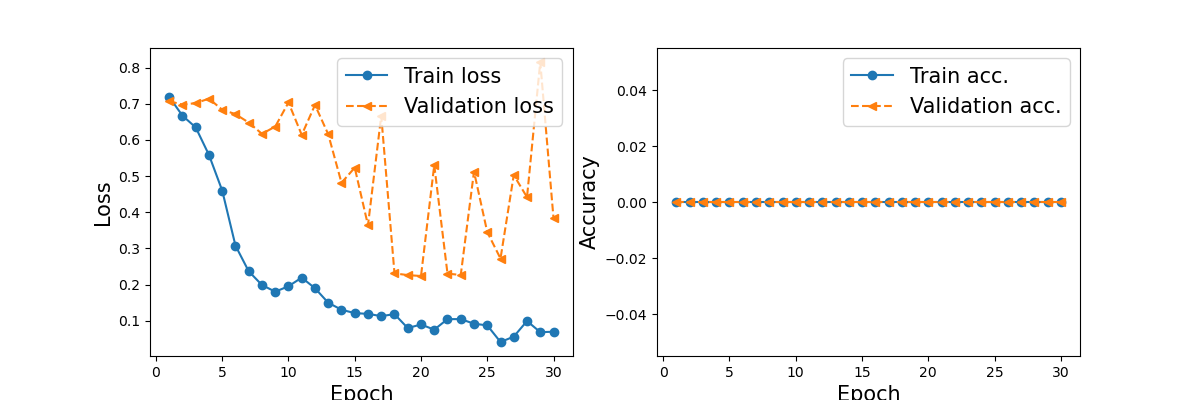 Train loss
Validation loss
Loss
0.8
0.7
0.6
0.5
0.4
0.3
0.2
0.1
0 5 10 15 20 25 30
Epoch
Train acc.
Validation acc.
Accuracy
0.04
0.02
0.00
−0.02
−0.04
0 5 10 15 20 25 30
Epoch